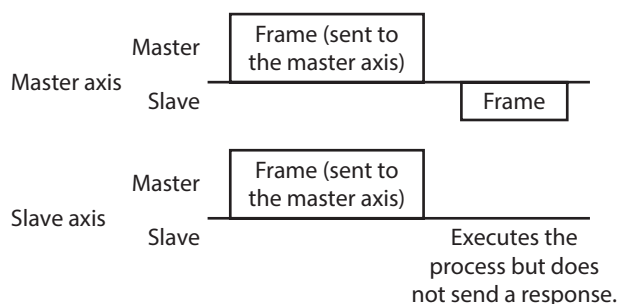 Master
Frame (sent to
the master axis)
Master axis
Slave
Frame
Master
Frame (sent to
the master axis)
Slave axis
Slave
Executes the
process but does
not send a response.